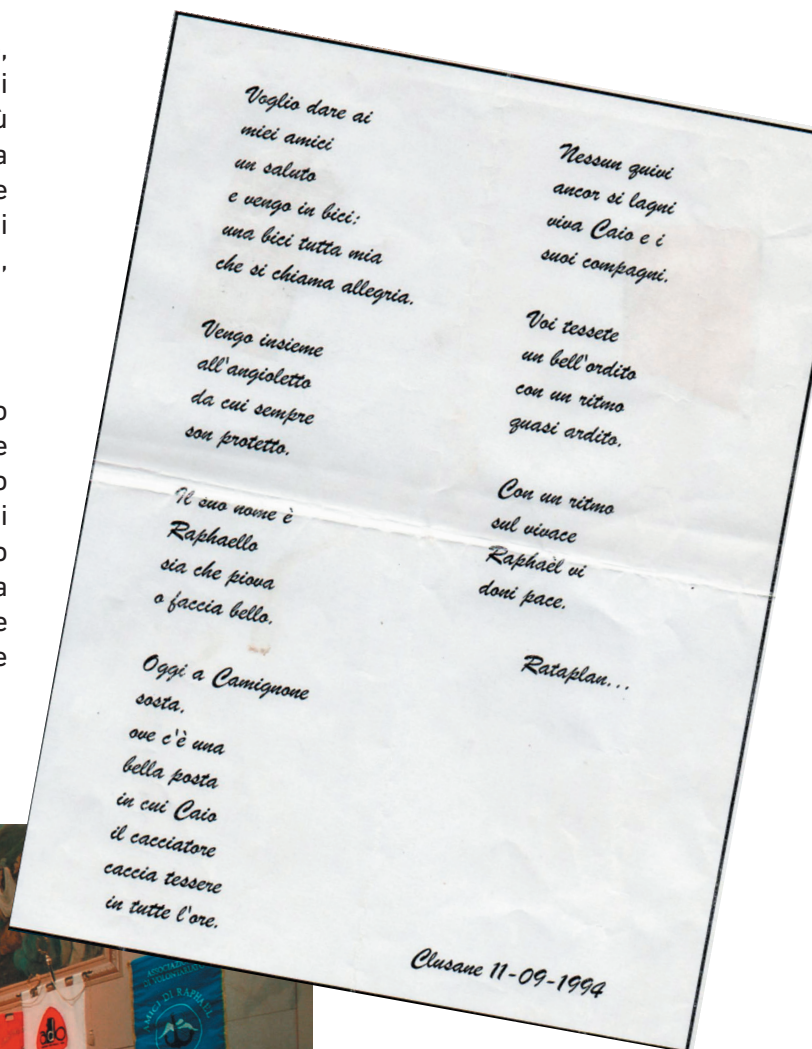 ,
i
ù
a
e
i
,
o
e
o
i
o
a
e
e
Voglio dare ai
miei amici
un saluto
e vengo in bici:
una bici tutta mia
che si chiama allegria.
Vengo insieme
all'angioletto
da cui sempre
son protetto.
Il suo nome è
Raphaello
sia che piova
o faccia bello.
Oggi a Camignone
sosta,
ove c'è una
bella posta
in cui Caio
il cacciatore
caccia tessere
in tutte l'ore.
Nessun quivi
ancor si lagni
viva Caio e i
suoi compagni.
Voi tessete
un bell'ordito
con un ritmo
quasi ardito.
Con un ritmo
sul vivace
Raphaèl vi
doni pace.
Rataplan...
Clusane 11-09-1994
AMICI DI RAPHAEL